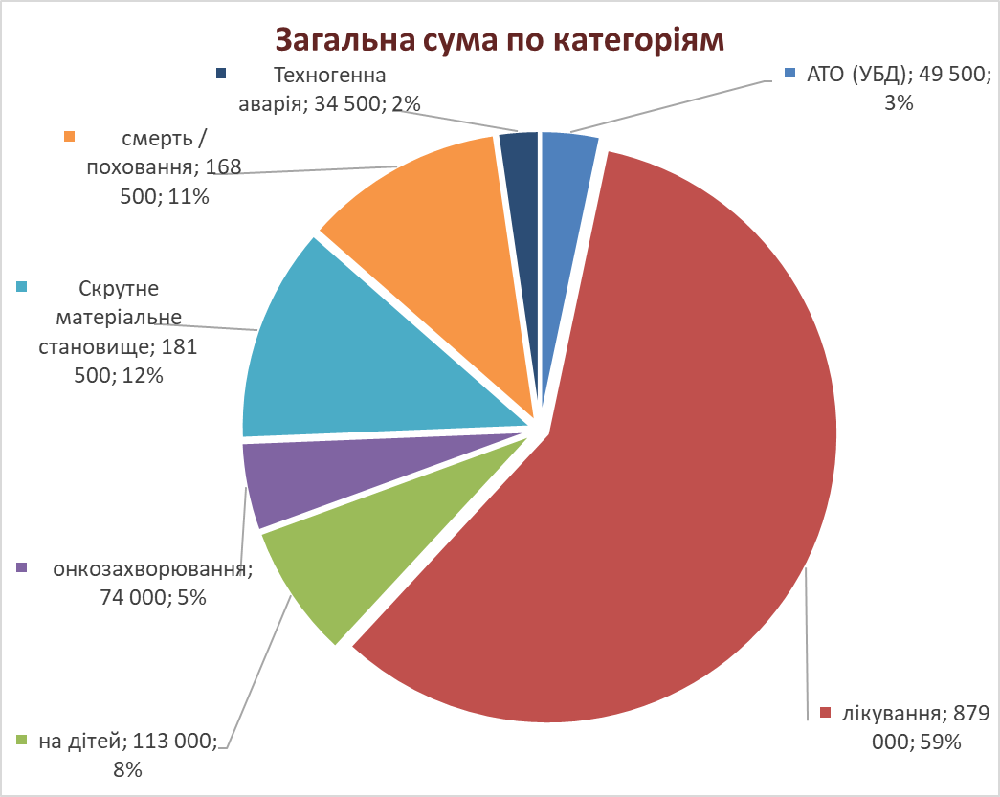 Загальна сума по категоріям
Техногенна
аварія; 34 500; 2%
АТО (УБД); 49 500;
3%
смерть /
поховання; 168
500; 11%
Скрутне
матеріальне
становище; 181
500; 12%
онкозахворювання;
74 000; 5%
лікування; 879
000; 59%
на дітей; 113 000;
8%